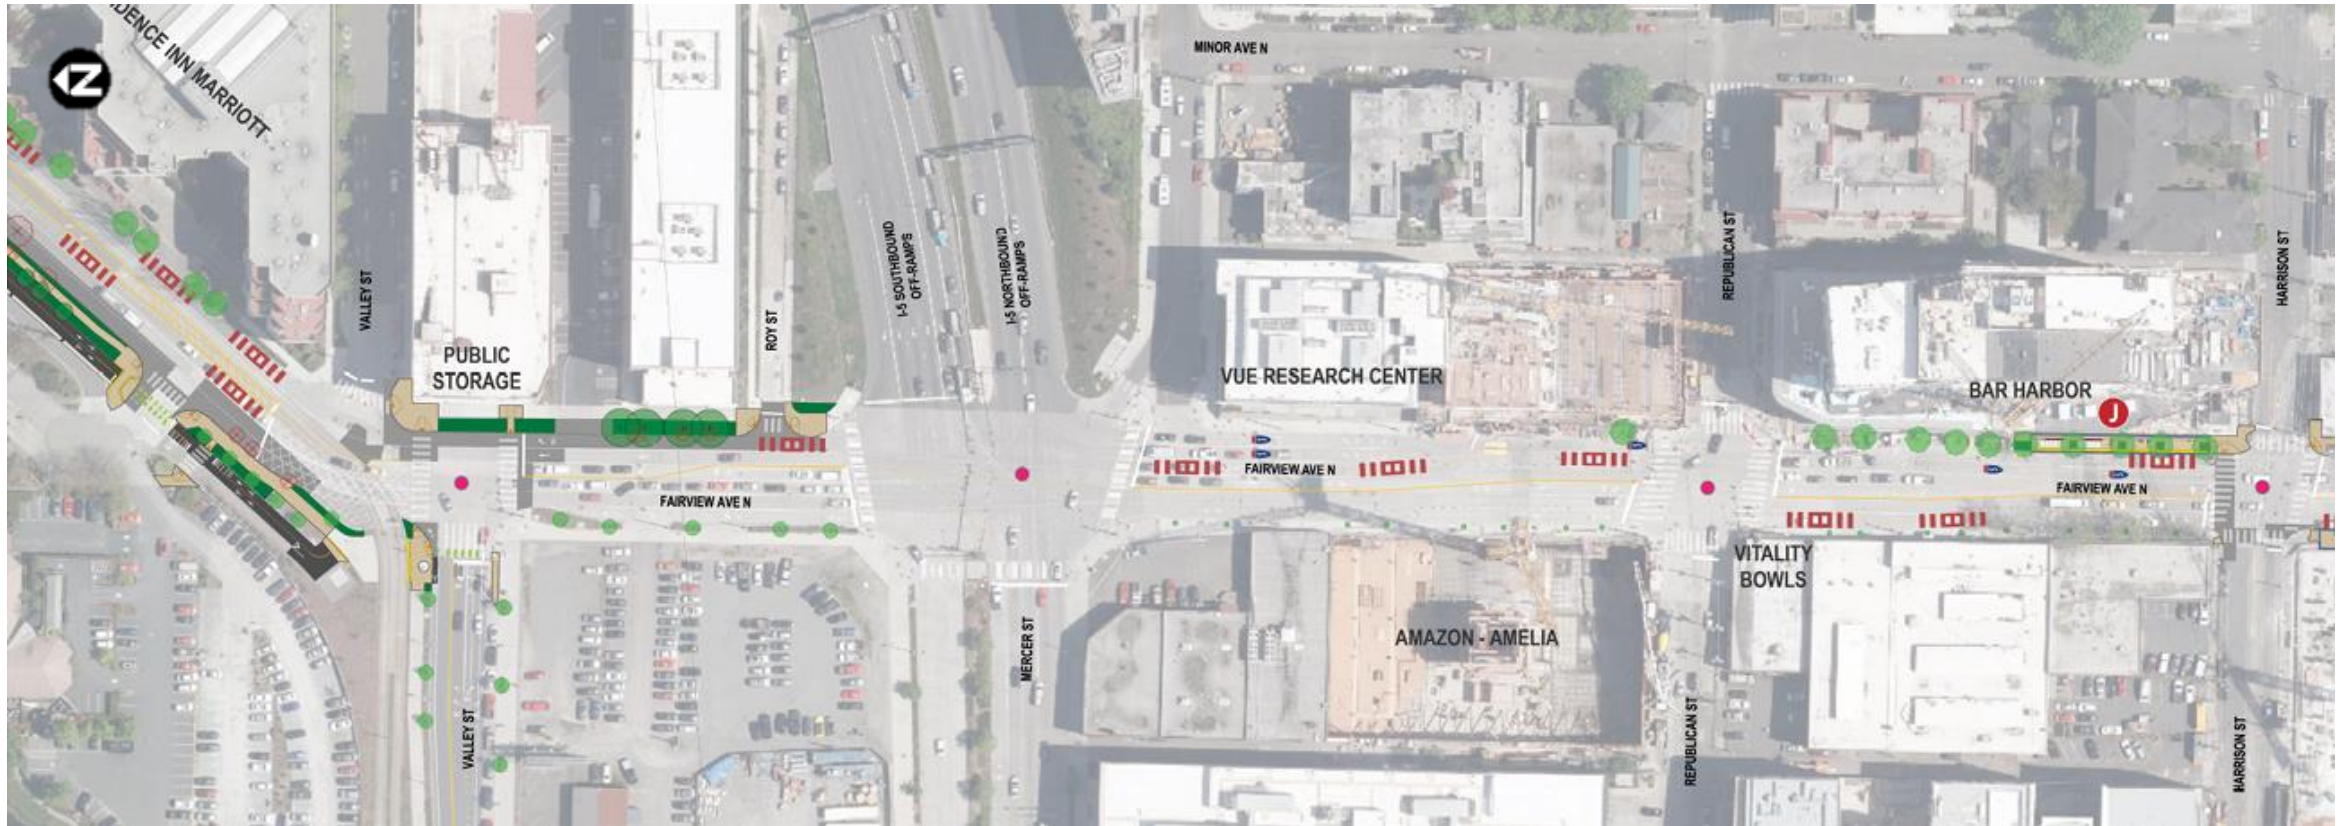 DENCE INN MARRIOTT
Z
MINOR AVE N
VALLEY ST
PUBLIC
STORAGE
ROY ST
I-5 SOUTHBOUND
OFF-RAMPS
I-5 NORTHBOUND
OFF-RAMPS
VUE RESEARCH CENTER
REPUBLICAN ST
BAR HARBOR
J
HARRISON ST
FAIRVIEW AVE N
FAIRVIEW AVE N
FAIRVIEW AVE N
VITALITY
BOWLS
AMAZON - AMELIA
MERCER ST
VALLEY ST
REPUBLICAN ST
HARRISON ST